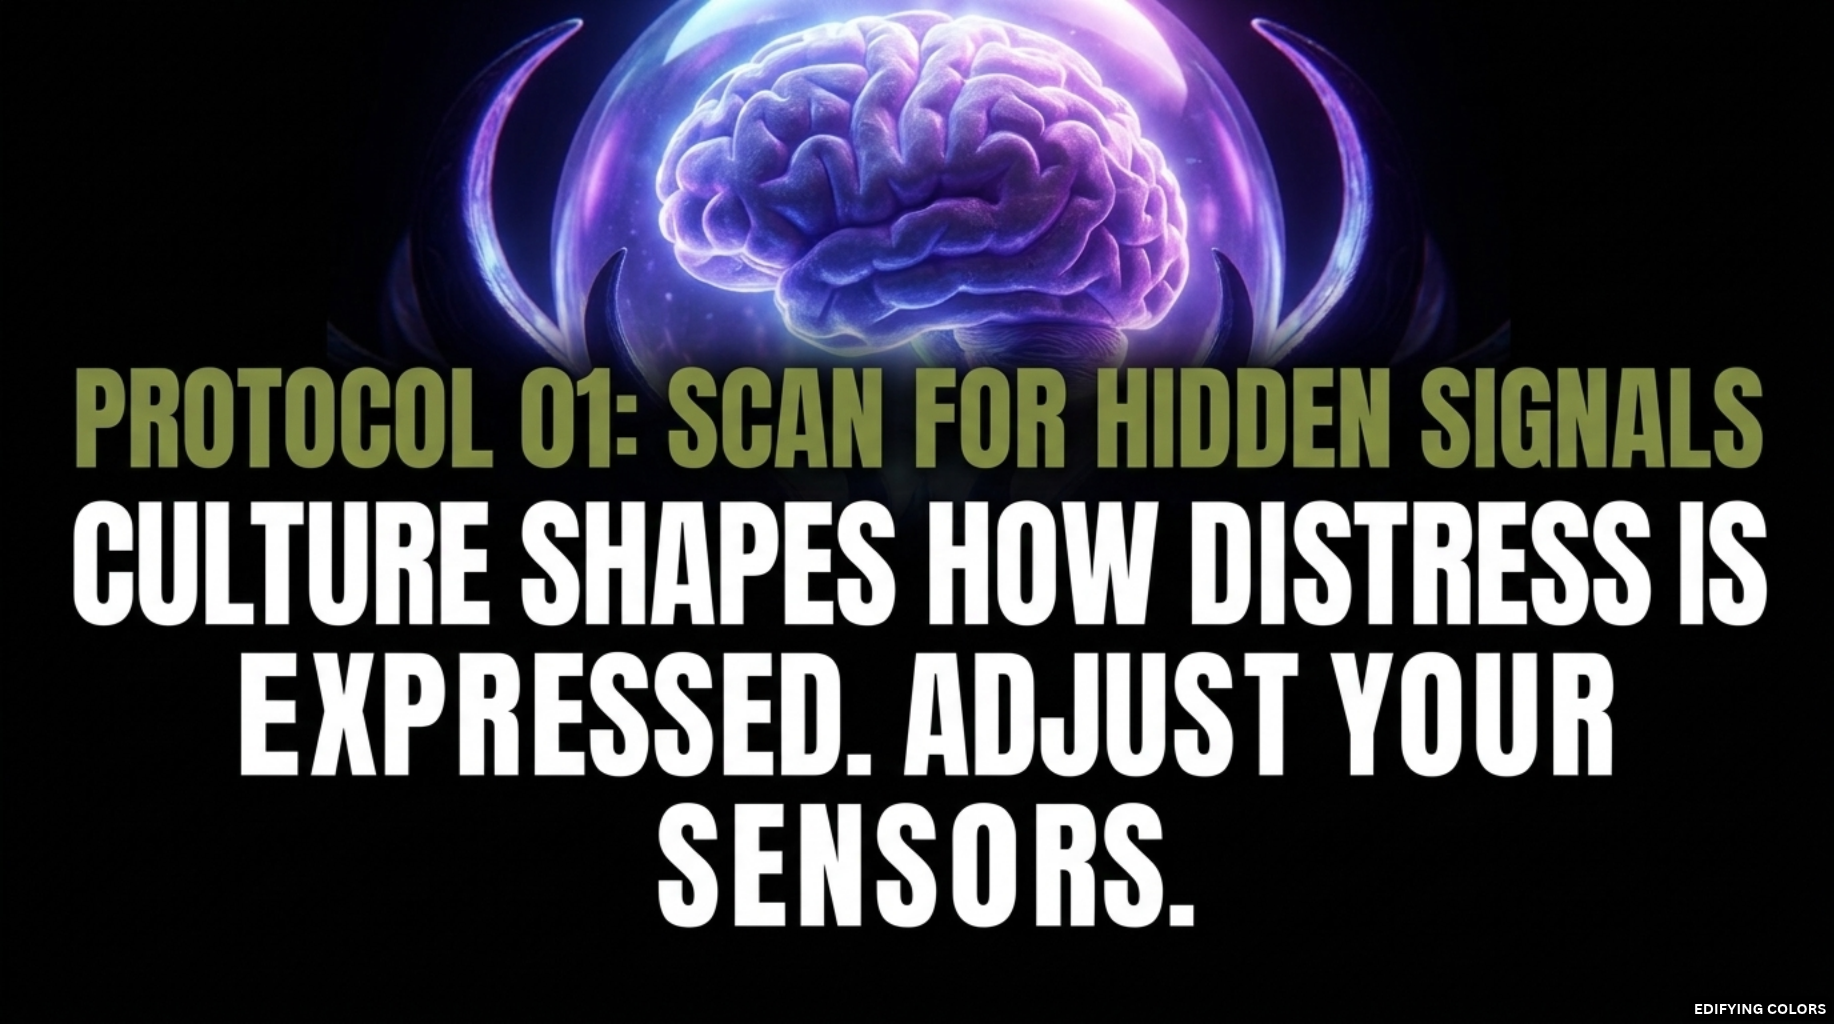 PROTOCOL 01: SCAN FOR HIDDEN SIGNALS
CULTURE SHAPES HOW DISTRESS IS
EXPRESSED. ADJUST YOUR
SENSORS.
EDIFYING COLORS